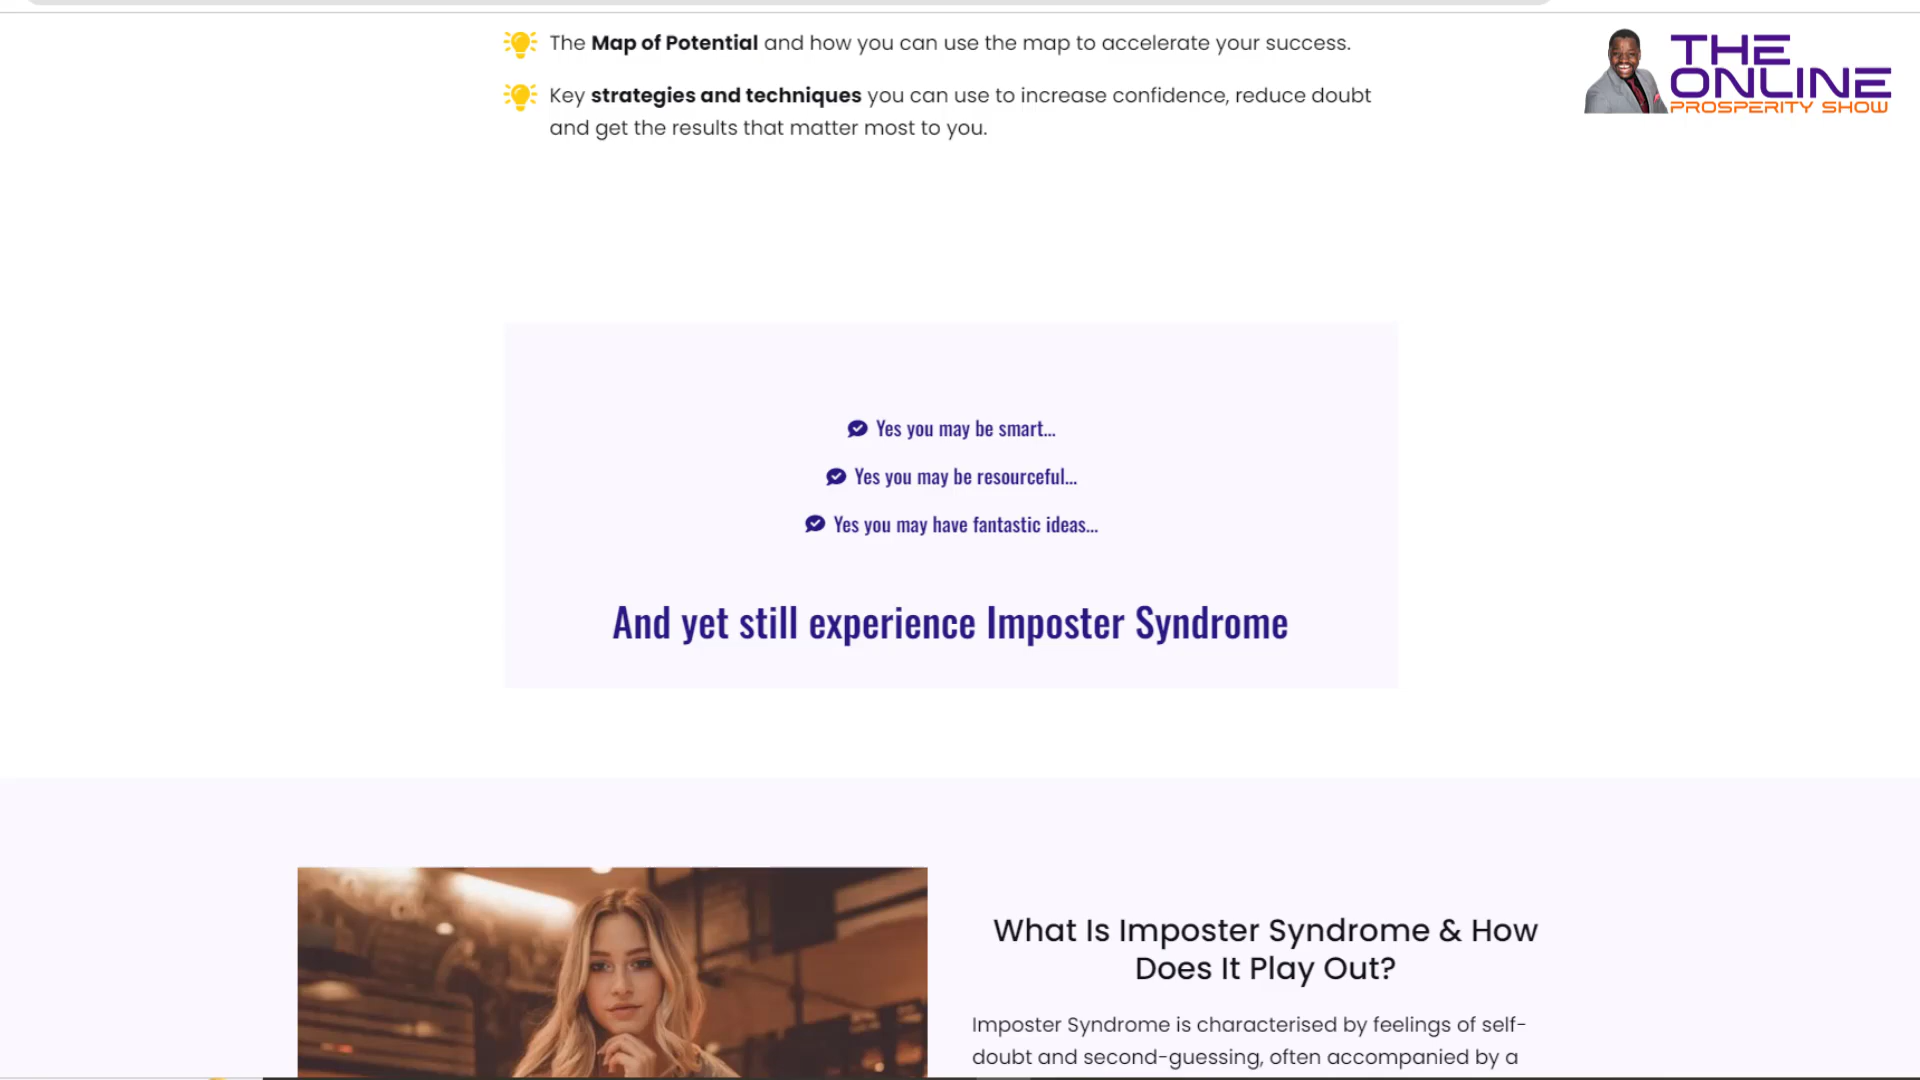 The Map of Potential and how you can use the map to accelerate your success.
Key strategies and techniques you can use to increase confidence, reduce doubt
and get the results that matter most to you.
THE
ONLINE
PROSPERITY SHOW
Yes you may be smart...
Yes you may be resourceful...
Yes you may have fantastic ideas...
And yet still experience Imposter Syndrome
What Is Imposter Syndrome & How
Does It Play Out?
Imposter Syndrome is characterised by feelings of self-
doubt and second-guessing, often accompanied by a